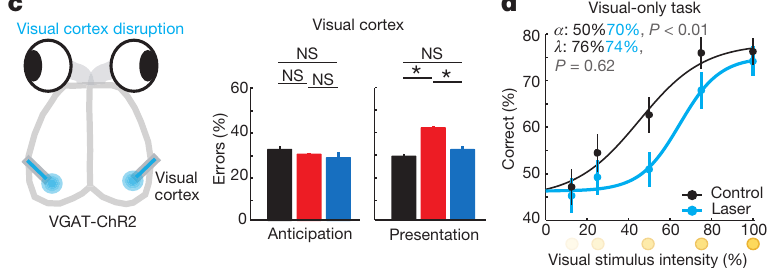 c
Visual cortex disruption
Visual cortex
VGAT-ChR2
Visual cortex
NS
NS NS
NS
* *
Errors (%)
60
40
20
0
Anticipation
Presentation
d
Visual-only task
α: 50%70%, P < 0.01
λ: 76%74%,
P = 0.62
Correct (%)
80
70
60
50
40
Control
Laser
0 20 40 60 80 100
Visual stimulus intensity (%)